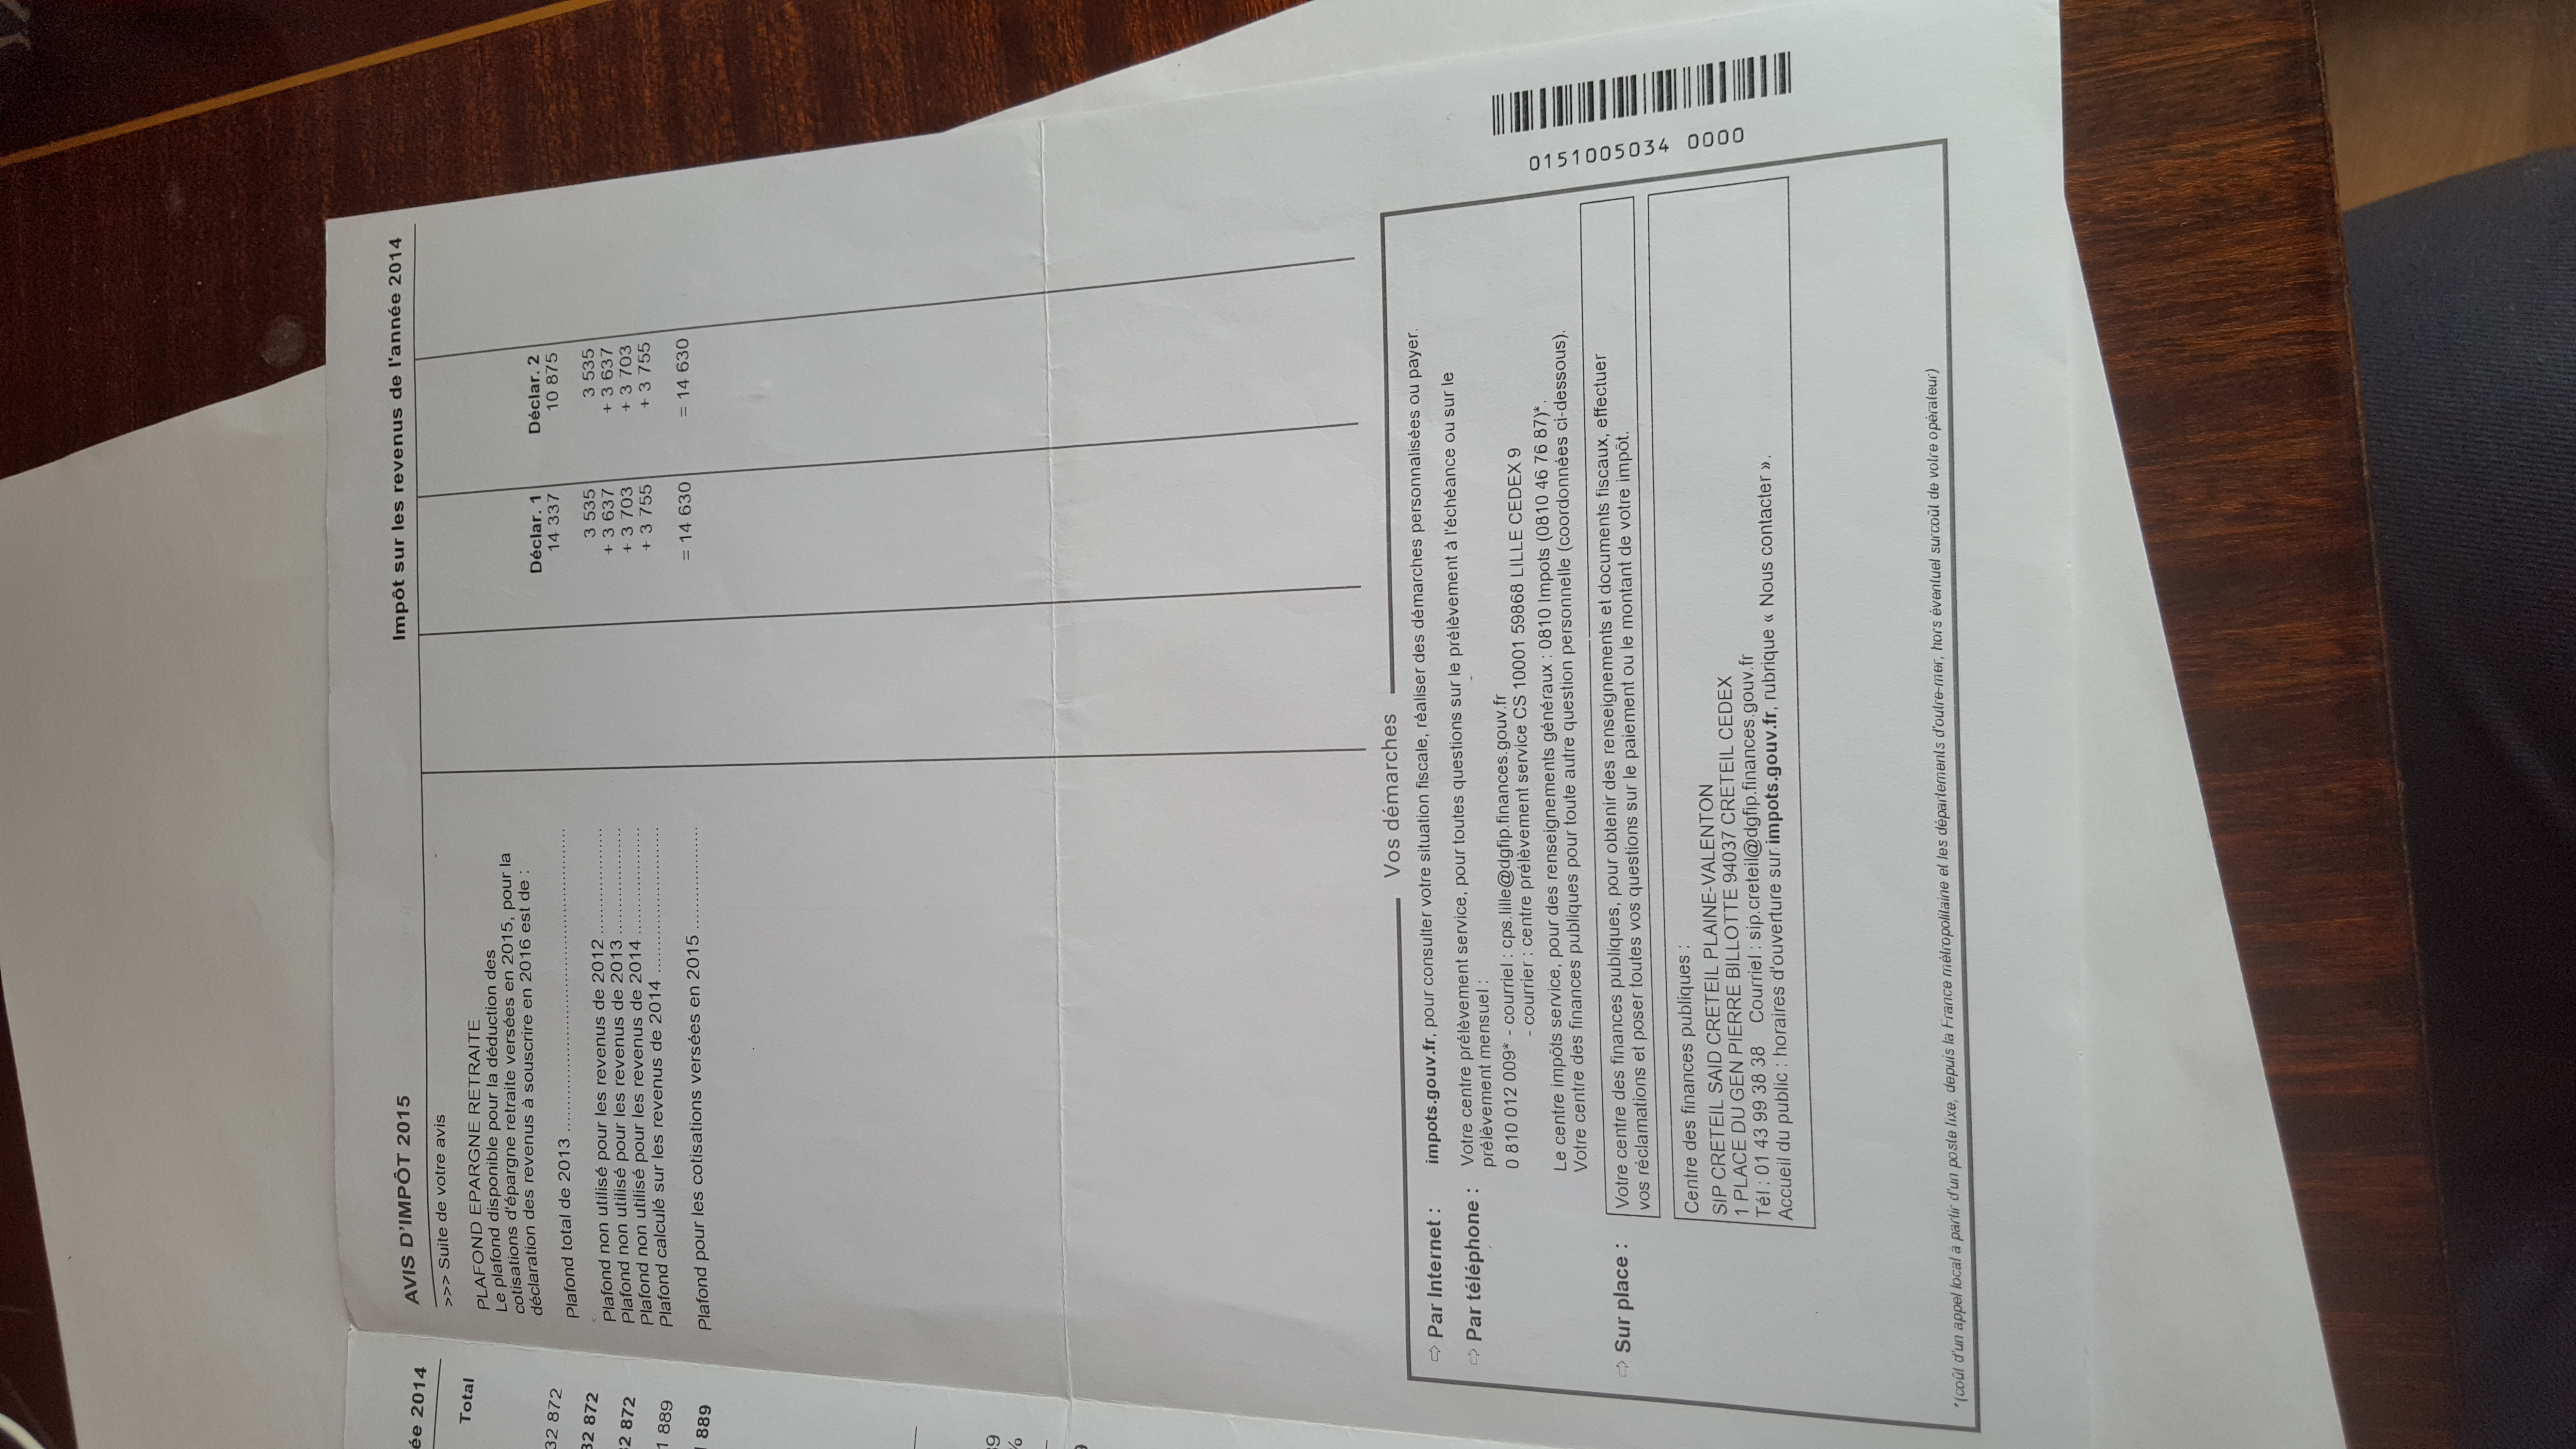 ée 2014
Total
32 872
32 872
2 872
1 889
889
39
%
9
AVIS D'IMPÔT 2015
Impôt sur les revenus de l'année 2014
>>> Suite de votre avis
PLAFOND EPARGNE RETRAITE
Le plafond disponible pour la déduction des
cotisations d'épargne retraite versées en 2015, pour la
déclaration des revenus à souscrire en 2016 est de :
Déclar. 1 Déclar. 2
Plafond total de 2013 ........................................................ 14 337 10 875
Plafond non utilisé pour les revenus de 2012 .................... 3 535 3 535
Plafond non utilisé pour les revenus de 2013 .................... + 3 637 + 3 637
Plafond non utilisé pour les revenus de 2014 .................... + 3 703 + 3 703
Plafond calculé sur les revenus de 2014 ........................... + 3 755 + 3 755
Plafond pour les cotisations versées en 2015 ................... = 14 630 = 14 630
Vos démarches
⇨ Par Internet : impots.gouv.fr, pour consulter votre situation fiscale, réaliser des démarches personnalisées ou payer.
⇨ Par téléphone : Votre centre prélèvement service, pour toutes questions sur le prélèvement à l'échéance ou sur le
prélèvement mensuel :
0 810 012 009* - courriel : cps.lille@dgfip.finances.gouv.fr
- courrier : centre prélèvement service CS 10001 59868 LILLE CEDEX 9
Le centre impôts service, pour des renseignements généraux : 0810 Impots (0810 46 76 87)*.
Votre centre des finances publiques pour toute autre question personnelle (coordonnées ci-dessous).
⇨ Sur place : Votre centre des finances publiques, pour obtenir des renseignements et documents fiscaux, effectuer
vos réclamations et poser toutes vos questions sur le paiement ou le montant de votre impôt.
Centre des finances publiques :
SIP CRETEIL SAID CRETEIL PLAINE-VALENTON
1 PLACE DU GEN PIERRE BILLOTTE 94037 CRETEIL CEDEX
Tél : 01 43 99 38 38 Courriel : sip.creteil@dgfip.finances.gouv.fr
Accueil du public : horaires d'ouverture sur impots.gouv.fr, rubrique « Nous contacter ».
*(coût d'un appel local à partir d'un poste fixe, depuis la France métropolitaine et les départements d'outre-mer, hors éventuel surcoût de votre opérateur)
0151005034 0000